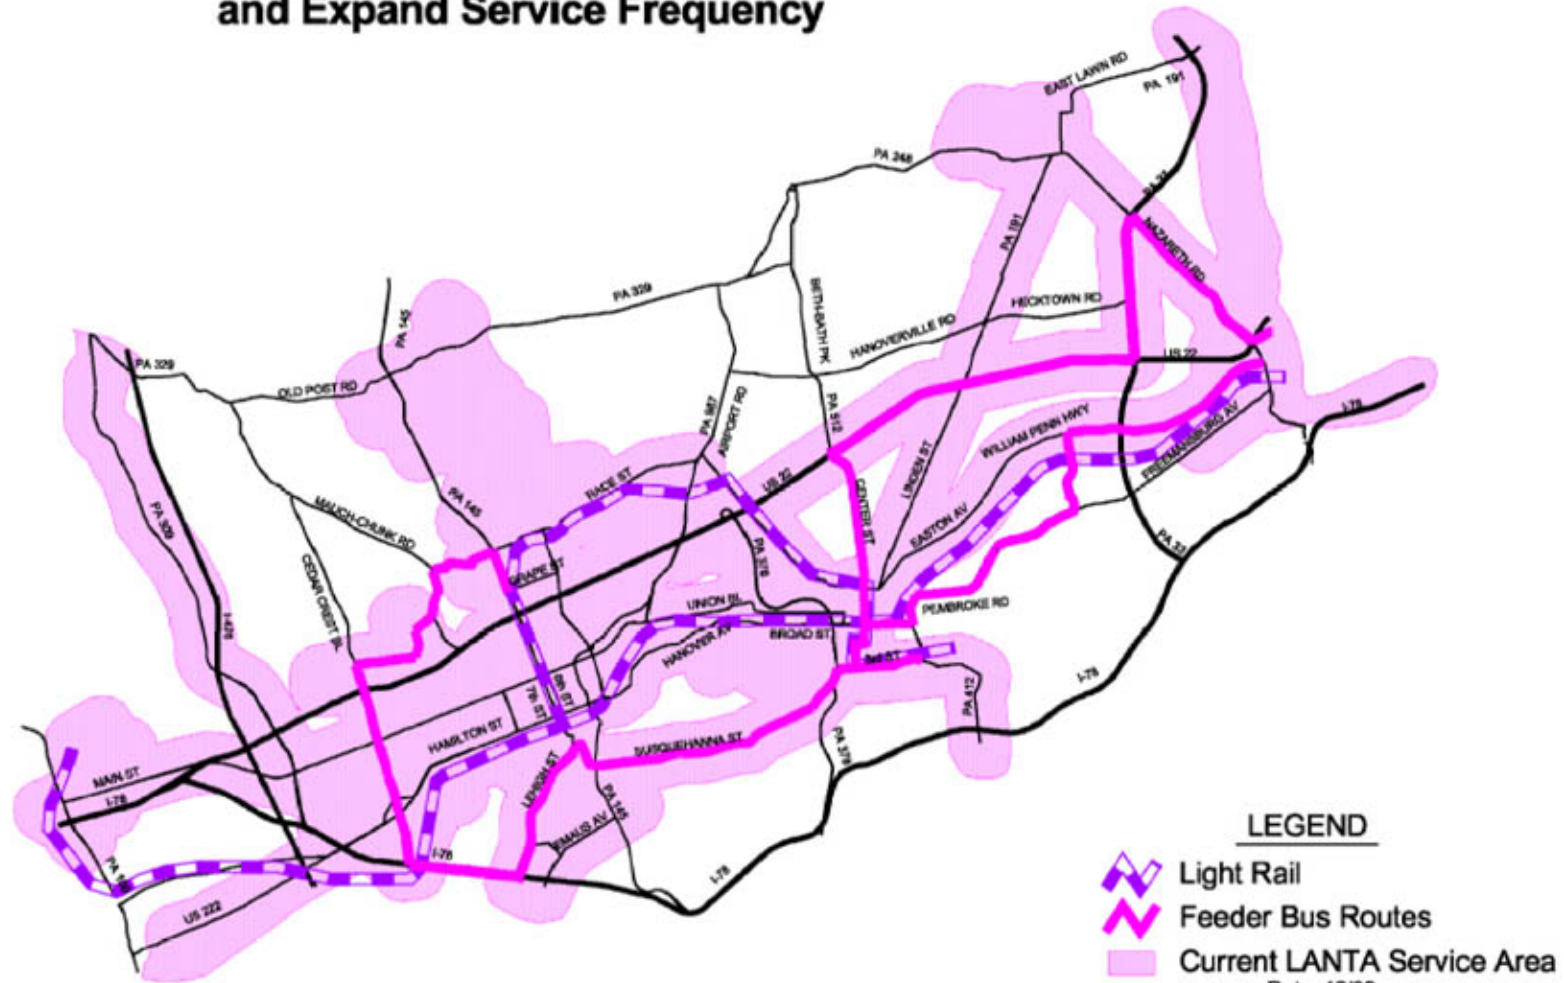 and Expand Service Frequency
EAST LAWN RD
PA 191
PA 248
PA 191
NAZARETH RD
PA 145
PA 329
BETH-BATH PK
HECKTOWN RD
HANOVERVILLE RD
PA 329
OLD POST RD
US 22
PA 987
AIRPORT RD
PA 512
WILLIAM PENN HWY
I-78
FREEMANSBURG AV
LINDEN ST
RACE ST
US 22
CENTER ST
EASTON AV
PA 145
MAUCH-CHUNK RD
PA 309
PA 33
PA 378
CEDAR CREST BL
GRAPE ST
UNION BL
PEMBROKE RD
BROAD ST
HANOVER AV
3rd ST
I-78
PA 412
7th ST
8th ST
HAMILTON ST
SUSQUEHANNA ST
PA 378
MAIN ST
I-78
LEHIGH ST
PA 145
EMAUS AV
I-78
I-78
US 222
LEGEND
Light Rail
Feeder Bus Routes
Current LANTA Service Area